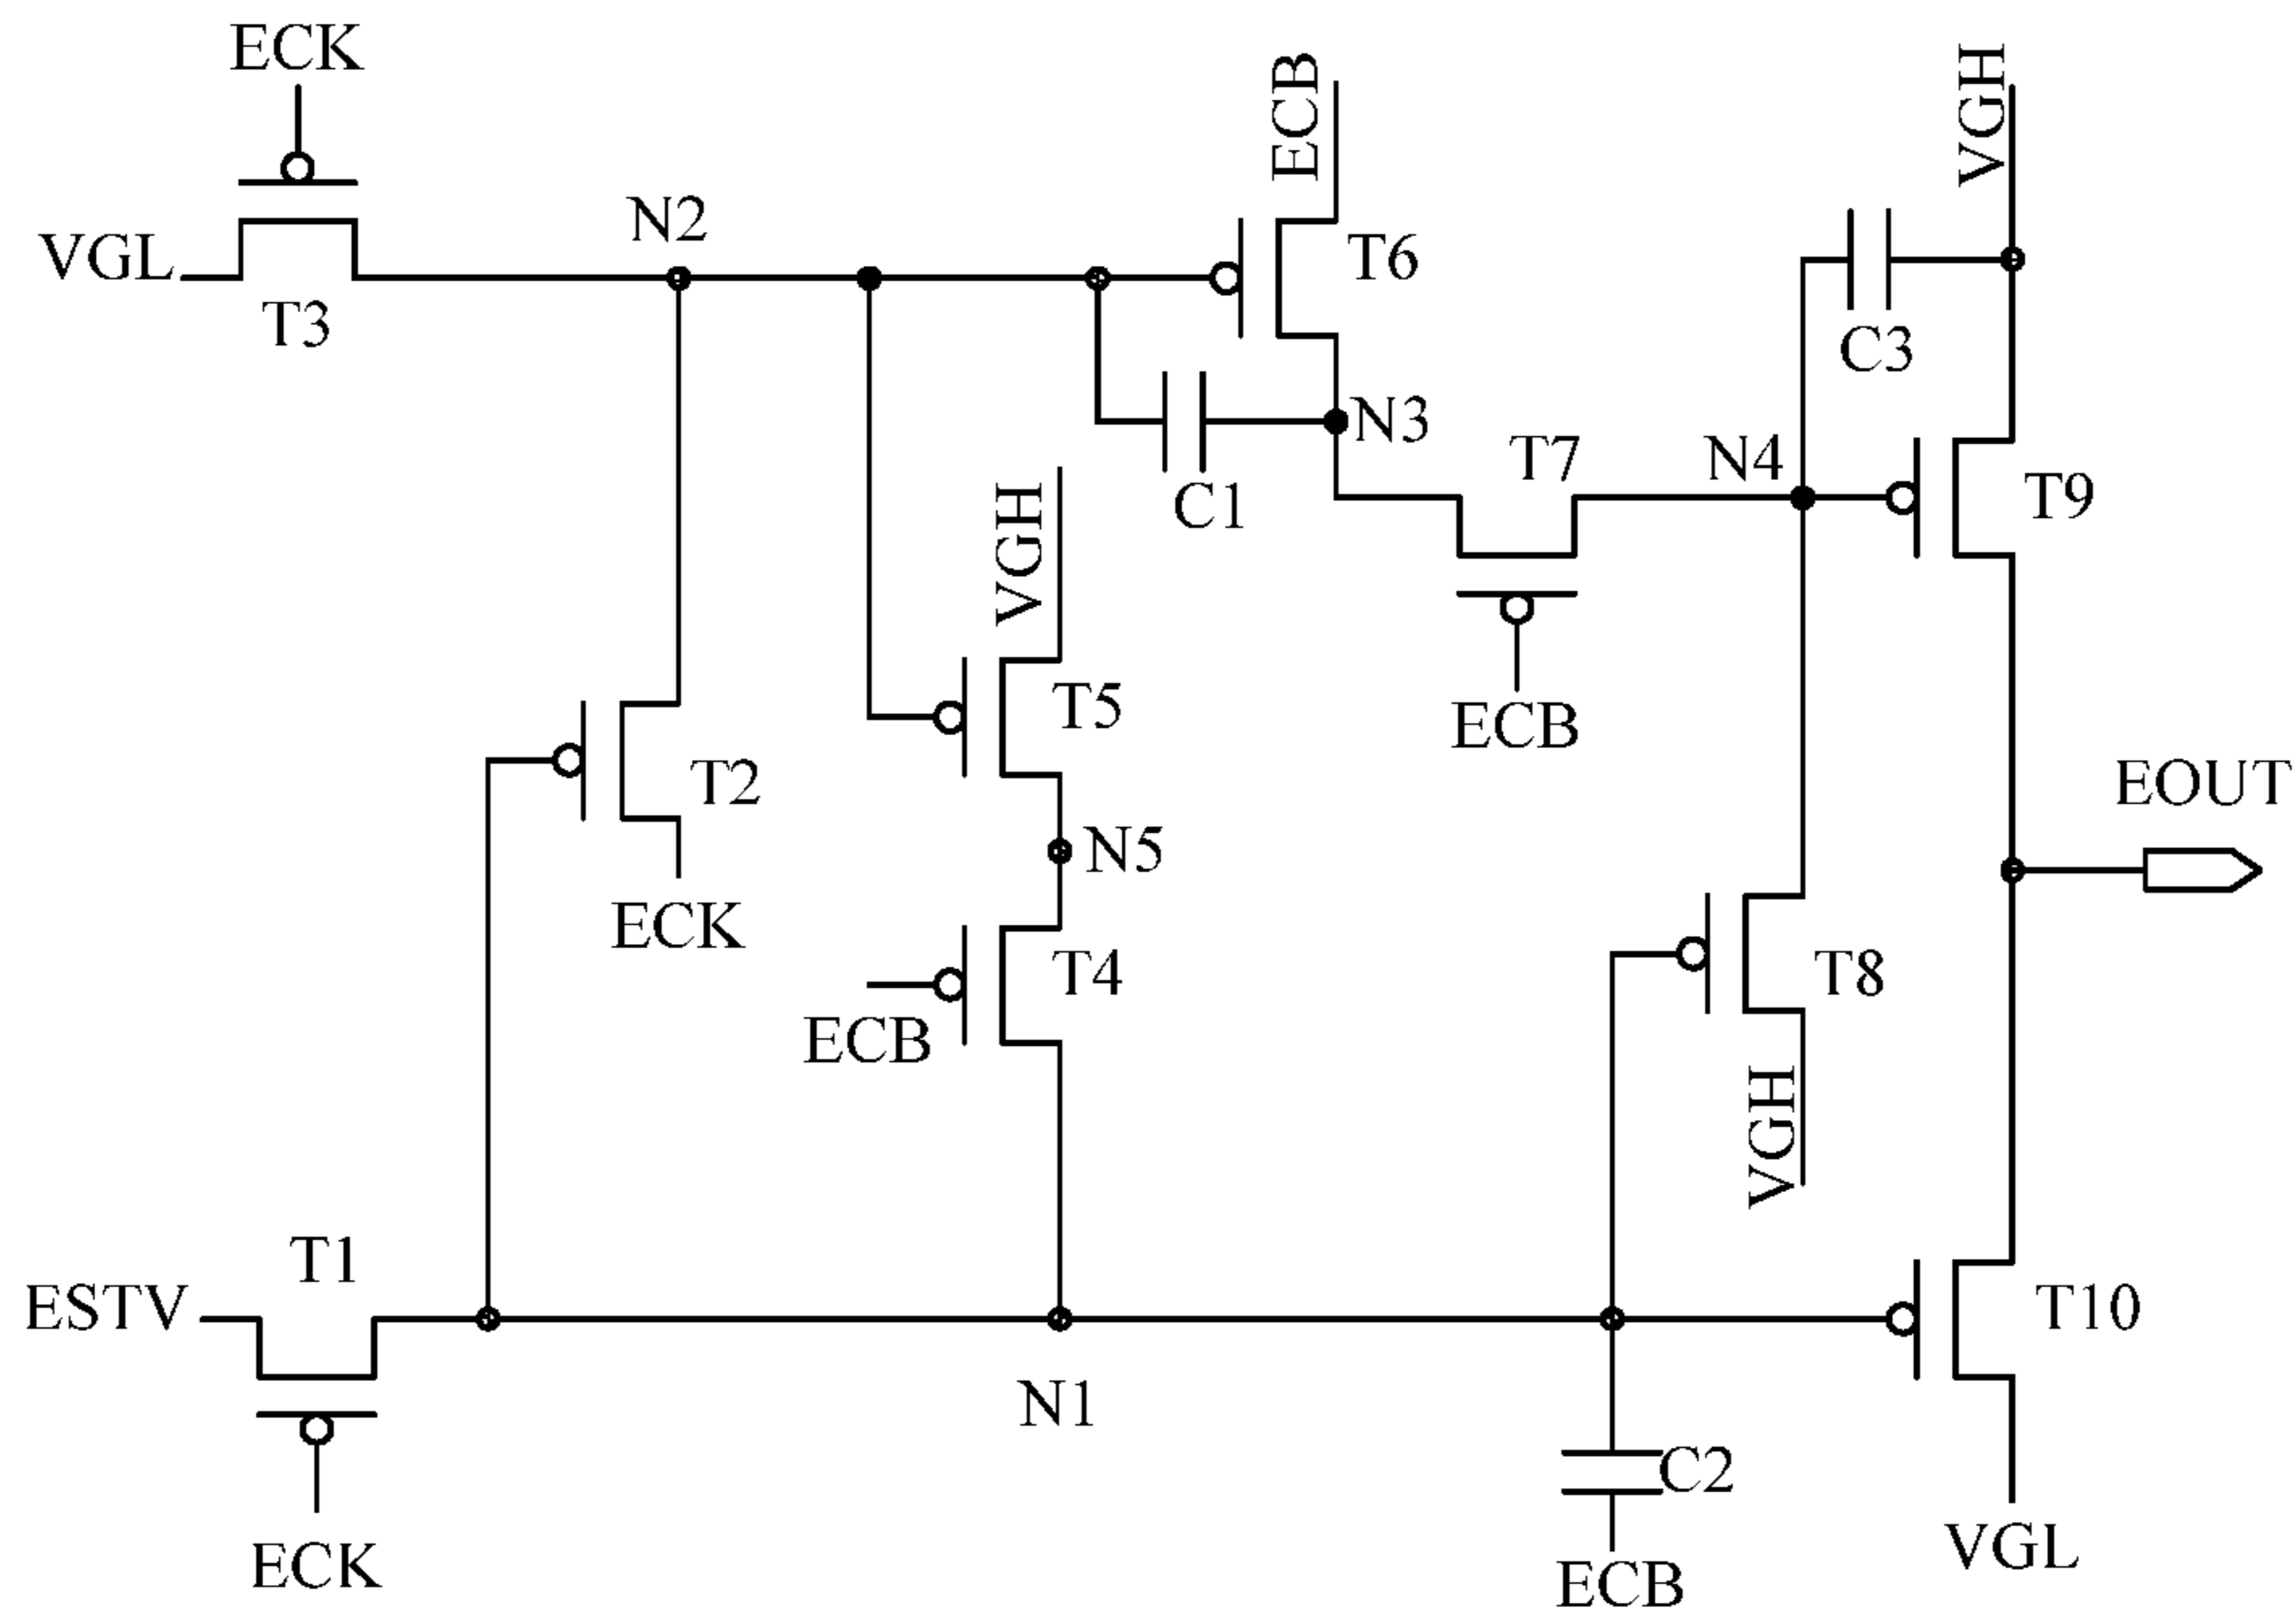 ECK
ECB
VGH
N2
VGL
T6
T3
C3
N3
T7
N4
C1
VGH
T9
T5
ECB
T2
EOUT
N5
ECK
T4
T8
ECB
VGH
T1
ESTV
T10
N1
C2
ECK
VGL
ECB